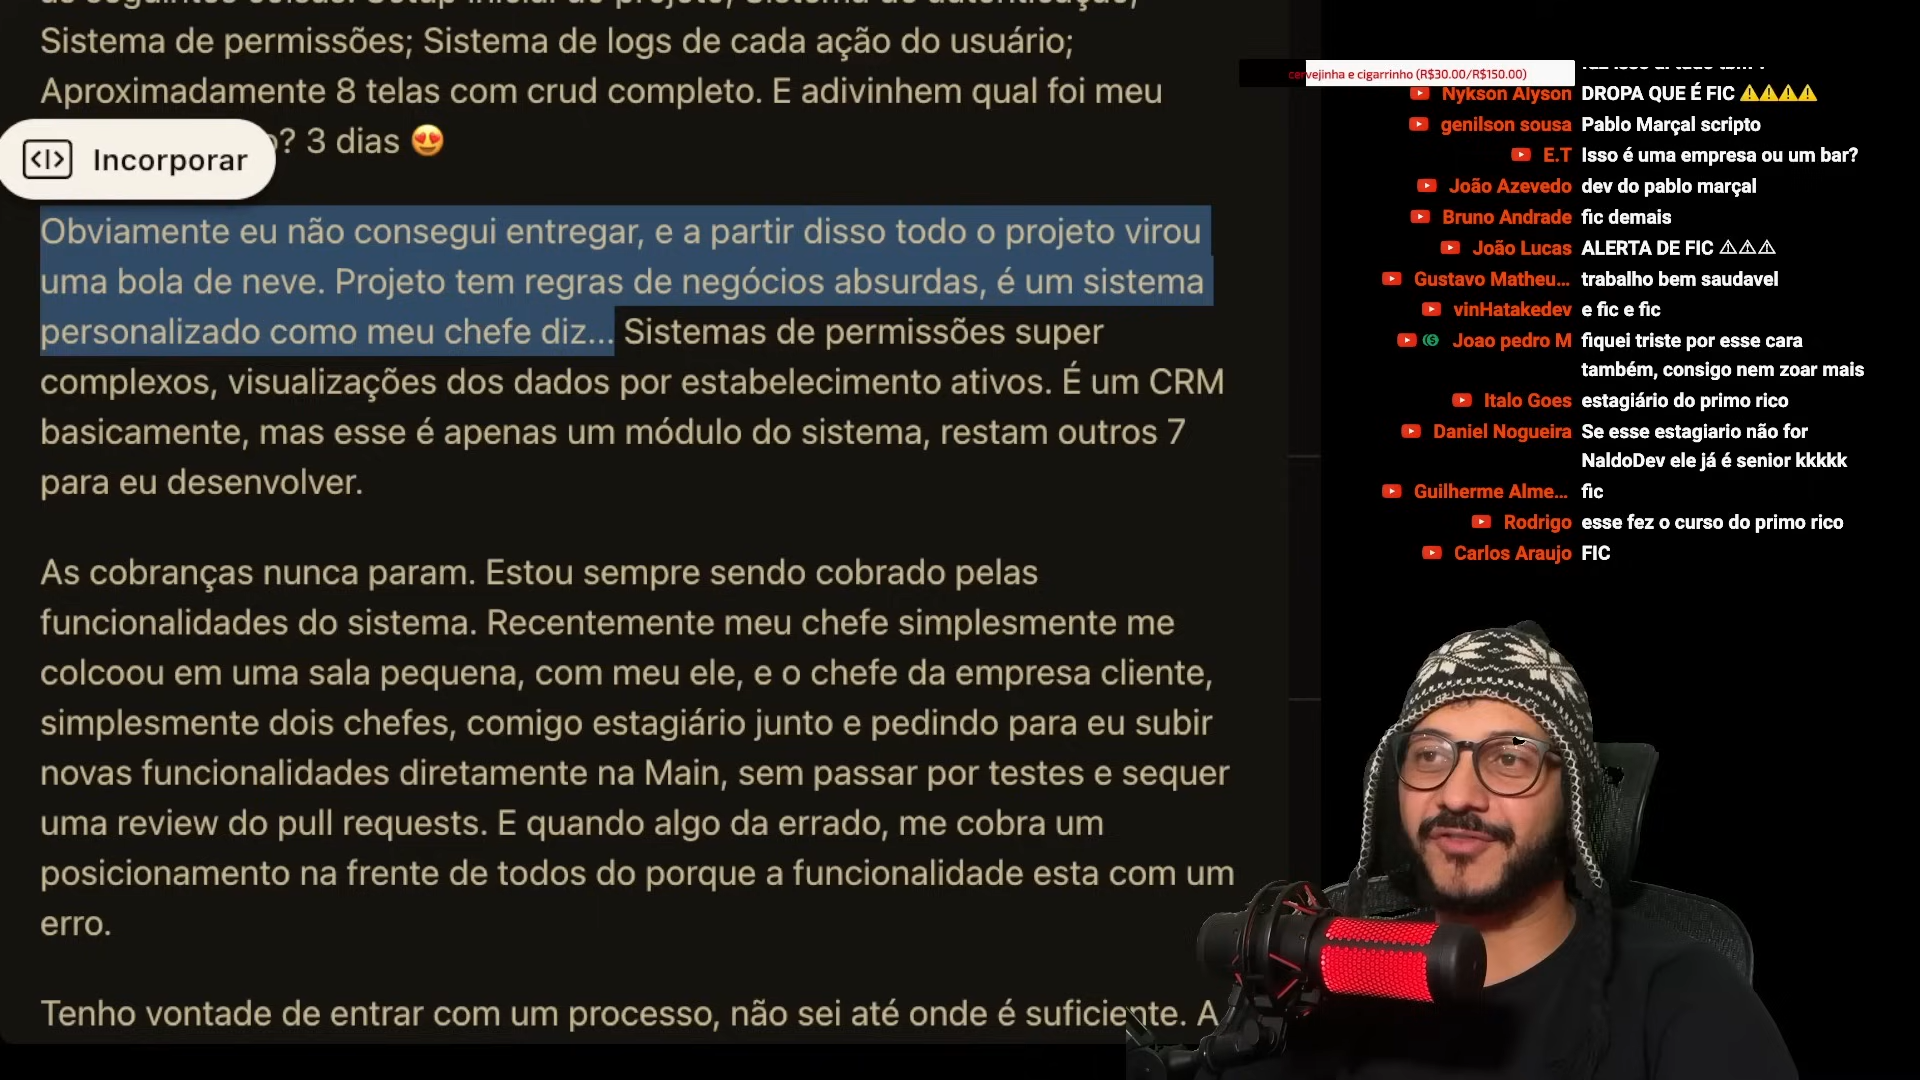 Sistema de permissões; Sistema de logs de cada ação do usuário;
Aproximadamente 8 telas com crud completo. E adivinhem qual foi meu
o? 3 dias 😍
Incorporar
Obviamente eu não consegui entregar, e a partir disso todo o projeto virou
uma bola de neve. Projeto tem regras de negócios absurdas, é um sistema
personalizado como meu chefe diz... Sistemas de permissões super
complexos, visualizações dos dados por estabelecimento ativos. É um CRM
basicamente, mas esse é apenas um módulo do sistema, restam outros 7
para eu desenvolver.
As cobranças nunca param. Estou sempre sendo cobrado pelas
funcionalidades do sistema. Recentemente meu chefe simplesmente me
colcoou em uma sala pequena, com meu ele, e o chefe da empresa cliente,
simplesmente dois chefes, comigo estagiário junto e pedindo para eu subir
novas funcionalidades diretamente na Main, sem passar por testes e sequer
uma review do pull requests. E quando algo da errado, me cobra um
posicionamento na frente de todos do porque a funcionalidade esta com um
erro.
Tenho vontade de entrar com um processo, não sei até onde é suficiente. A
cervejinha e cigarrinho (R$30.00/R$150.00)
Nykson Alyson DROPA QUE É FIC ⚠️⚠️⚠️⚠️
genilson sousa Pablo Marçal scripto
E.T Isso é uma empresa ou um bar?
João Azevedo dev do pablo marçal
Bruno Andrade fic demais
João Lucas ALERTA DE FIC ⚠⚠⚠
Gustavo Matheu... trabalho bem saudavel
vinHatakedev e fic e fic
Joao pedro M fiquei triste por esse cara
também, consigo nem zoar mais
Italo Goes estagiário do primo rico
Daniel Nogueira Se esse estagiario não for
NaldoDev ele já é senior kkkkk
Guilherme Alme... fic
Rodrigo esse fez o curso do primo rico
Carlos Araujo FIC